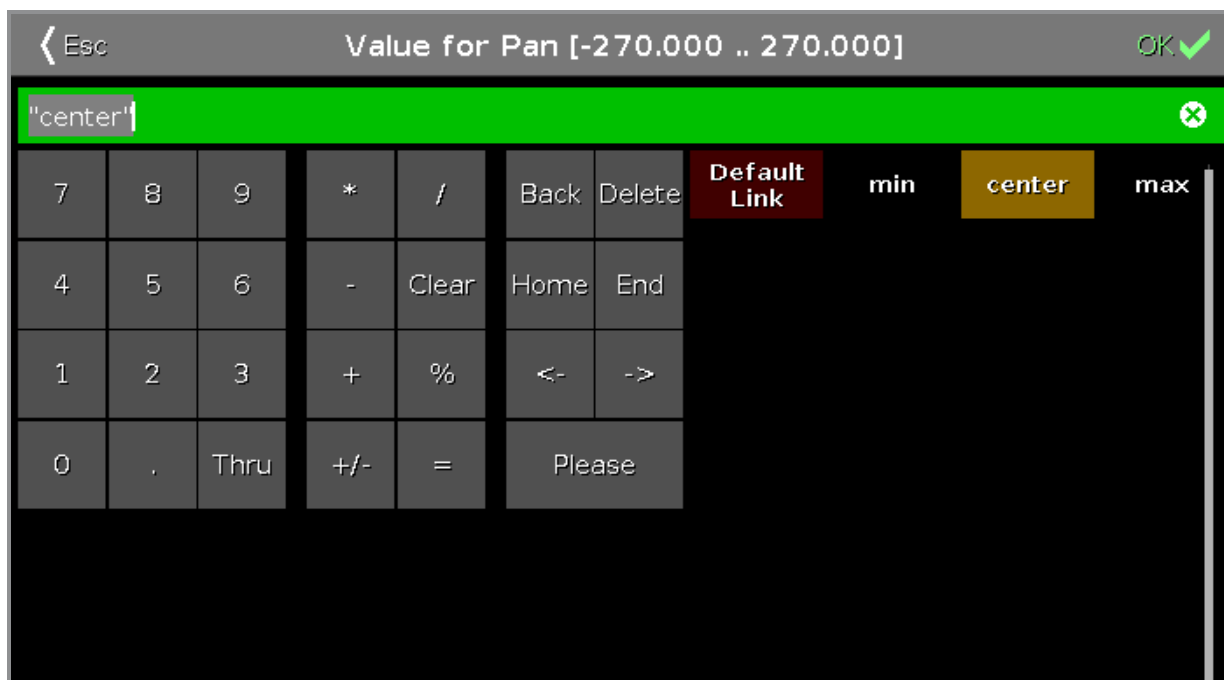 Esc Value for Pan [-270.000 .. 270.000] OK
"center"
7 8 9 * / Back Delete Default Link min center max
4 5 6 - Clear Home End
1 2 3 + % <- ->
0 . Thru +/- = Please